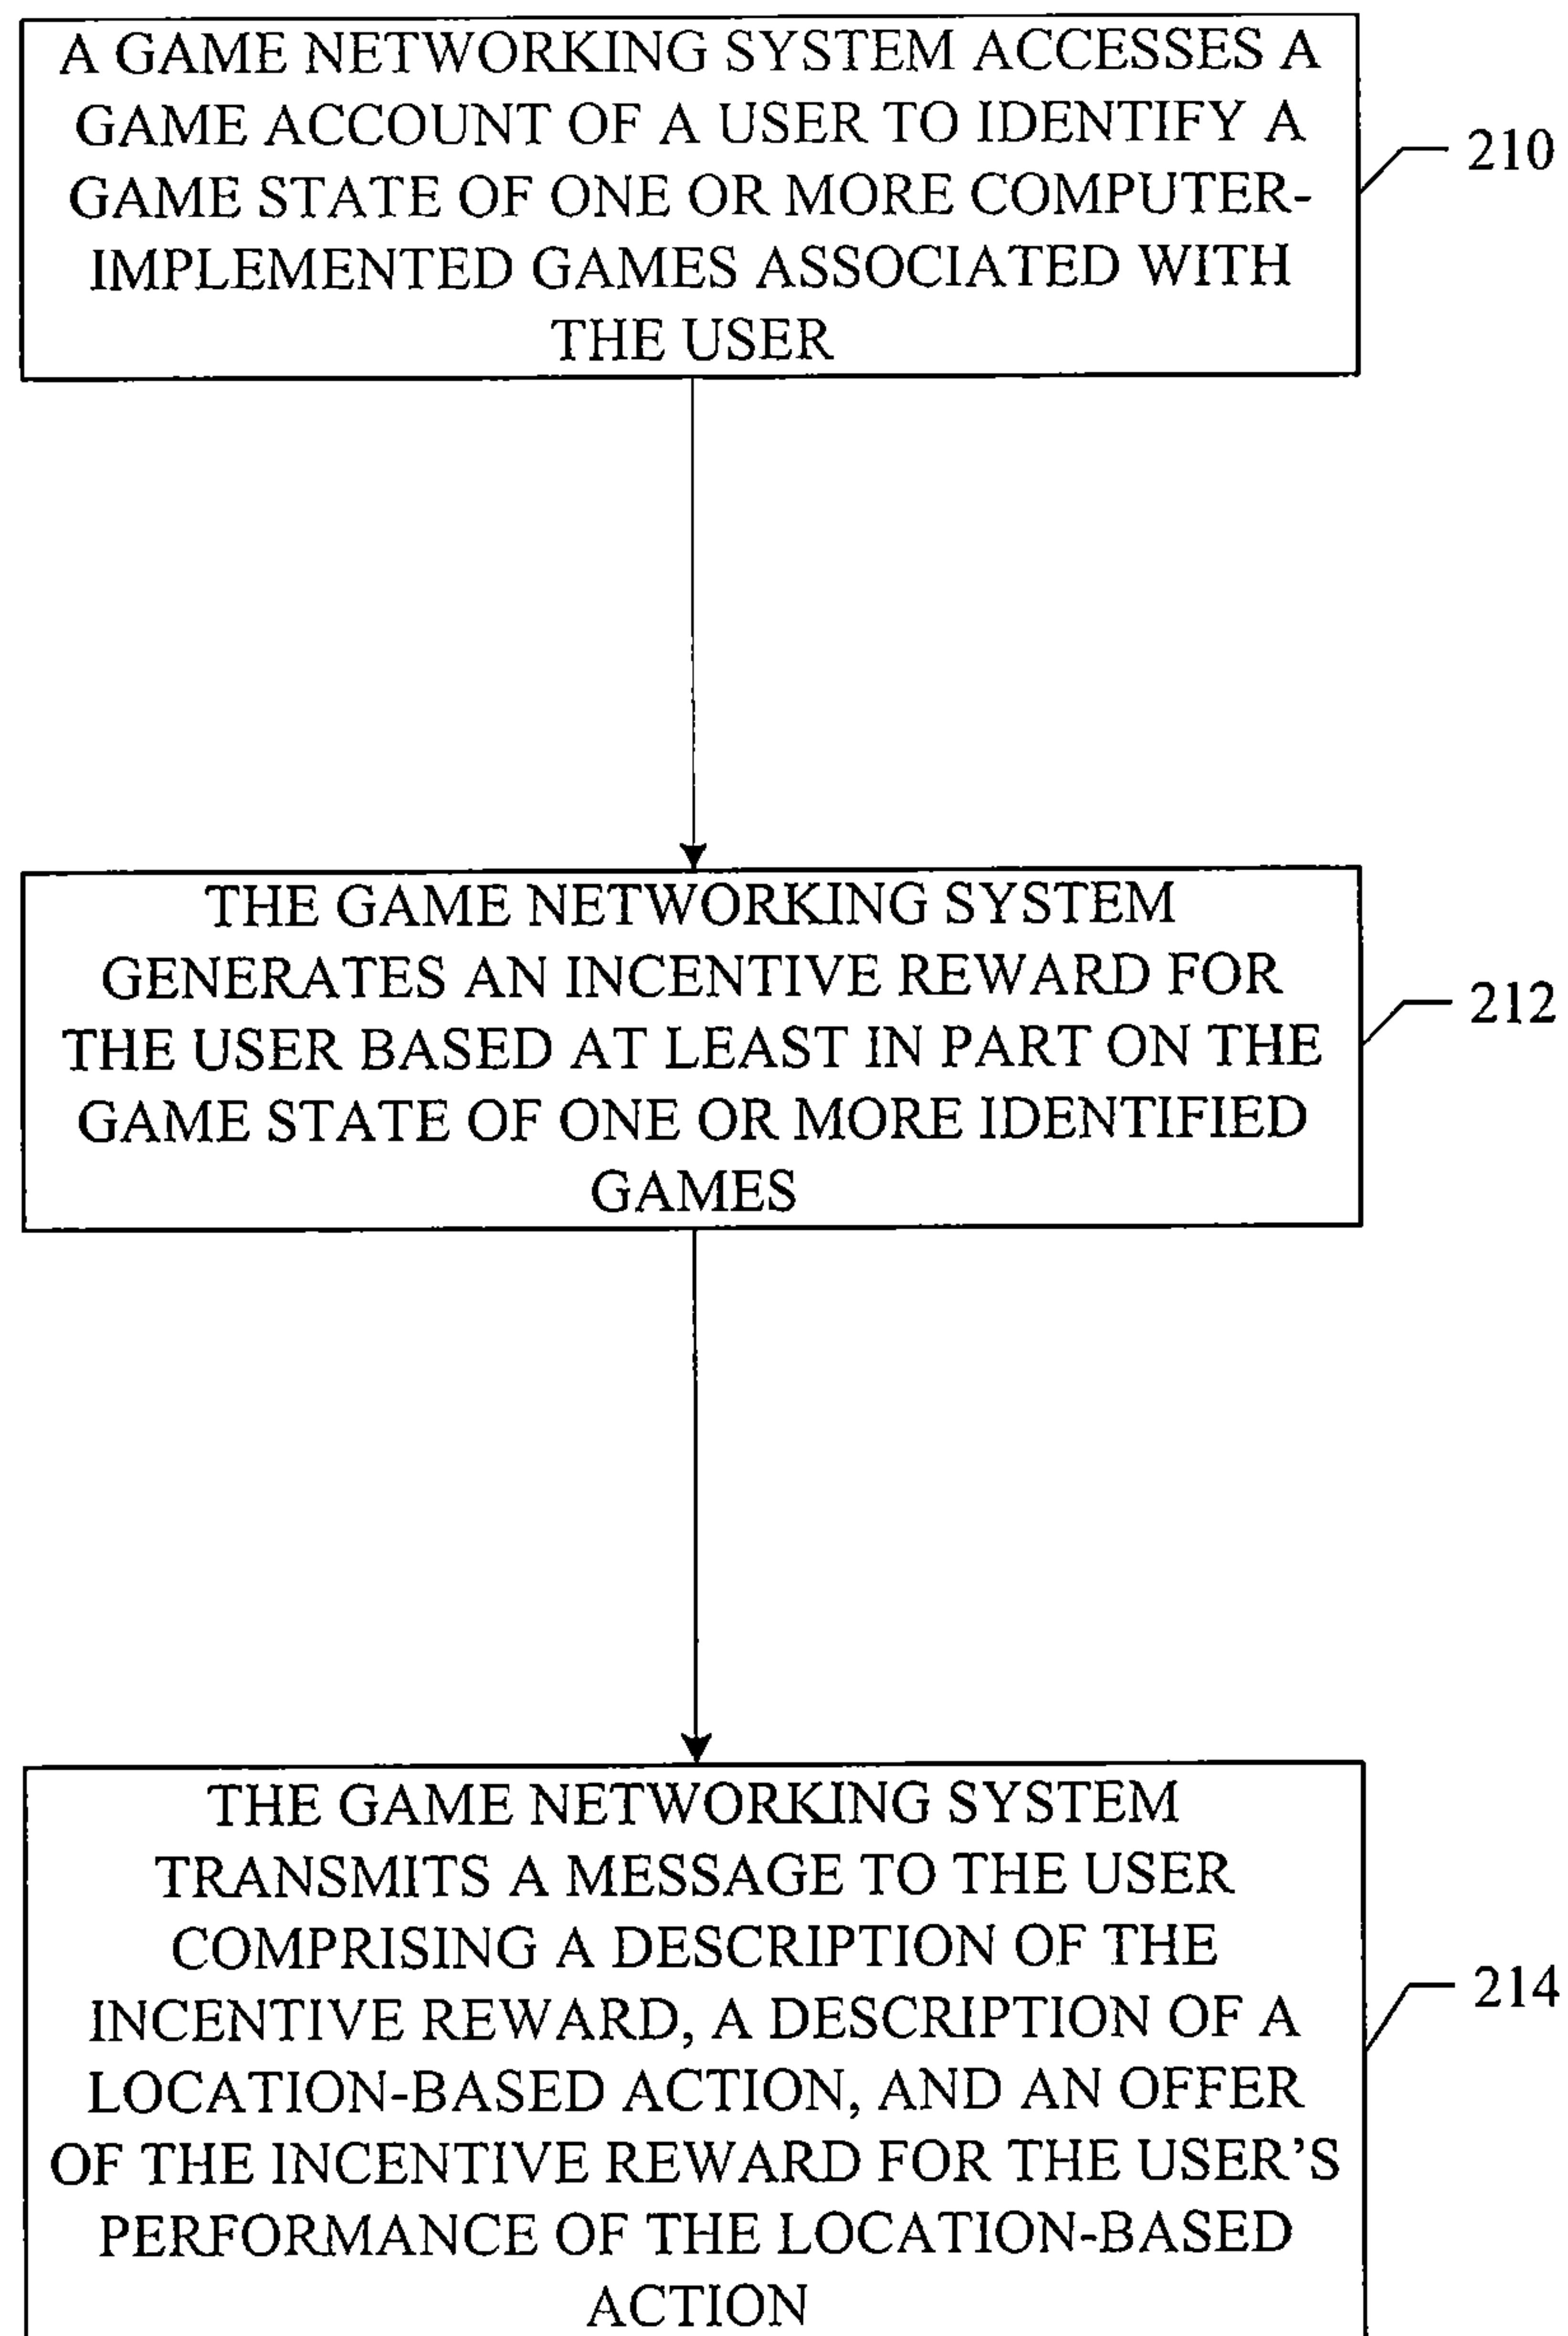 A GAME NETWORKING SYSTEM ACCESSES A
GAME ACCOUNT OF A USER TO IDENTIFY A
GAME STATE OF ONE OR MORE COMPUTER-
IMPLEMENTED GAMES ASSOCIATED WITH
THE USER
210
THE GAME NETWORKING SYSTEM
GENERATES AN INCENTIVE REWARD FOR
THE USER BASED AT LEAST IN PART ON THE
GAME STATE OF ONE OR MORE IDENTIFIED
GAMES
212
THE GAME NETWORKING SYSTEM
TRANSMITS A MESSAGE TO THE USER
COMPRISING A DESCRIPTION OF THE
INCENTIVE REWARD, A DESCRIPTION OF A
LOCATION-BASED ACTION, AND AN OFFER
OF THE INCENTIVE REWARD FOR THE USER’S
PERFORMANCE OF THE LOCATION-BASED
ACTION
214